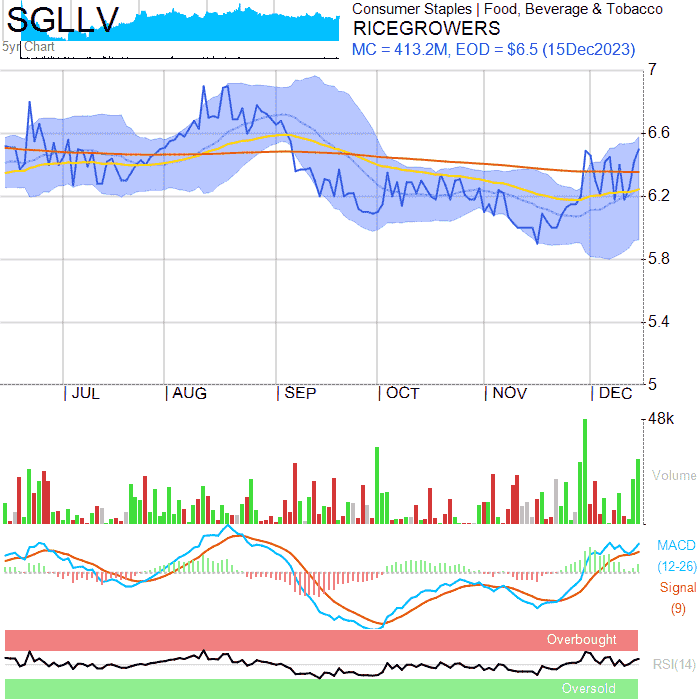 SGLLV
5yr Chart
Consumer Staples | Food, Beverage & Tobacco
RICEGROWERS
MC = 413.2M, EOD = $6.5 (15Dec2023)
7
6.6
6.2
5.8
5.4
5
| JUL | AUG | SEP | OCT | NOV | DEC
48k
Volume
MACD
(12-26)
Signal
(9)
Overbought
RSI(14)
Oversold